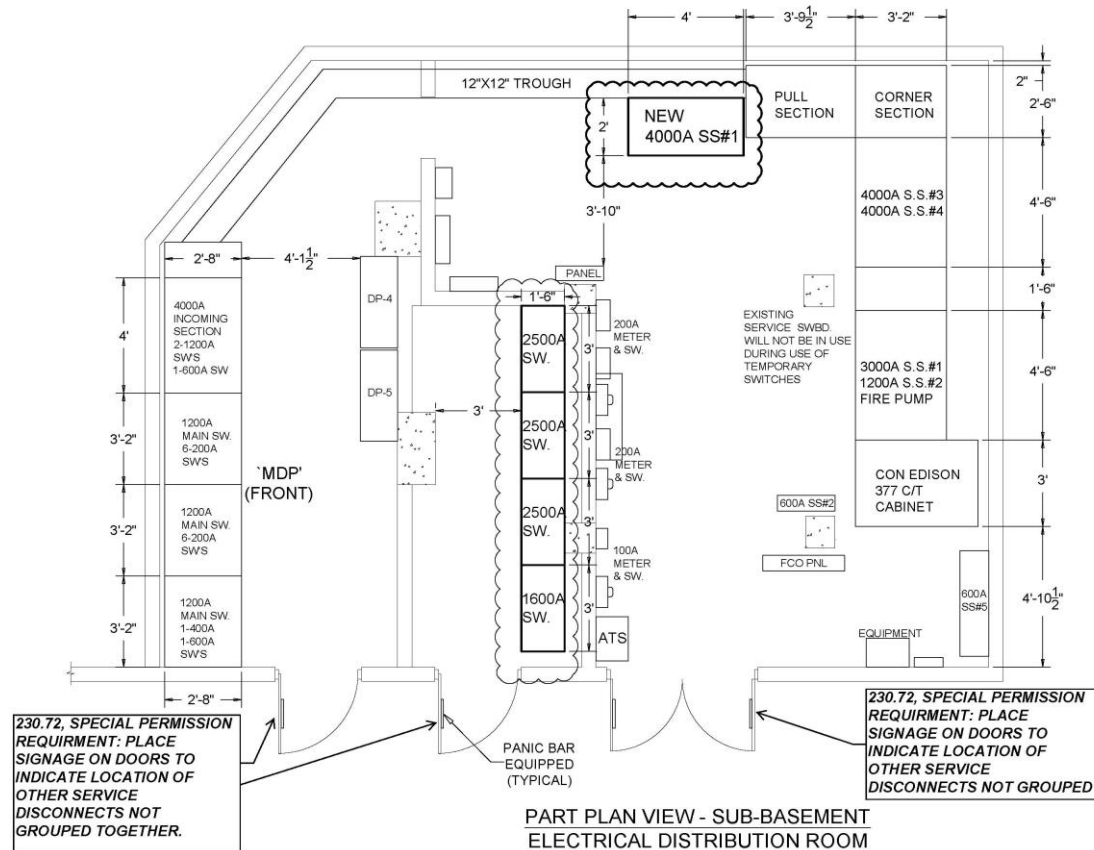 4'
3'-9 1/2"
3'-2"
12"X12" TROUGH
2"
2'-6"
NEW
4000A SS#1
2'
PULL
SECTION
CORNER
SECTION
3'-10"
4000A S.S.#3
4000A S.S.#4
4'-6"
2'-8"
4'-1 1/2"
PANEL
1'-6"
1'-6"
4'
4000A
INCOMING
SECTION
2-1200A
SW'S
1-600A SW
DP-4
DP-5
2500A
SW.
3'
200A
METER
& SW.
EXISTING
SERVICE SWBD.
WILL NOT BE IN USE
DURING USE OF
TEMPORARY
SWITCHES
3000A S.S.#1
1200A S.S.#2
FIRE PUMP
4'-6"
3'
3'-2"
1200A
MAIN SW.
6-200A
SW'S
`MDP'
(FRONT)
2500A
SW.
3'
200A
METER
& SW.
CON EDISON
377 C/T
CABINET
3'
3'-2"
1200A
MAIN SW.
6-200A
SW'S
2500A
SW.
3'
600A SS#2
100A
METER
& SW.
FCO PNL
3'-2"
1200A
MAIN SW.
1-400A
1-600A
SW'S
1600A
SW.
3'
ATS
600A
SS#5
4'-10 1/2"
EQUIPMENT
2'-8"
230.72, SPECIAL PERMISSION
REQUIRMENT: PLACE
SIGNAGE ON DOORS TO
INDICATE LOCATION OF
OTHER SERVICE
DISCONNECTS NOT
GROUPED TOGETHER.
PANIC BAR
EQUIPPED
(TYPICAL)
230.72, SPECIAL PERMISSION
REQUIRMENT: PLACE
SIGNAGE ON DOORS TO
INDICATE LOCATION OF
OTHER SERVICE
DISCONNECTS NOT GROUPED
PART PLAN VIEW - SUB-BASEMENT
ELECTRICAL DISTRIBUTION ROOM